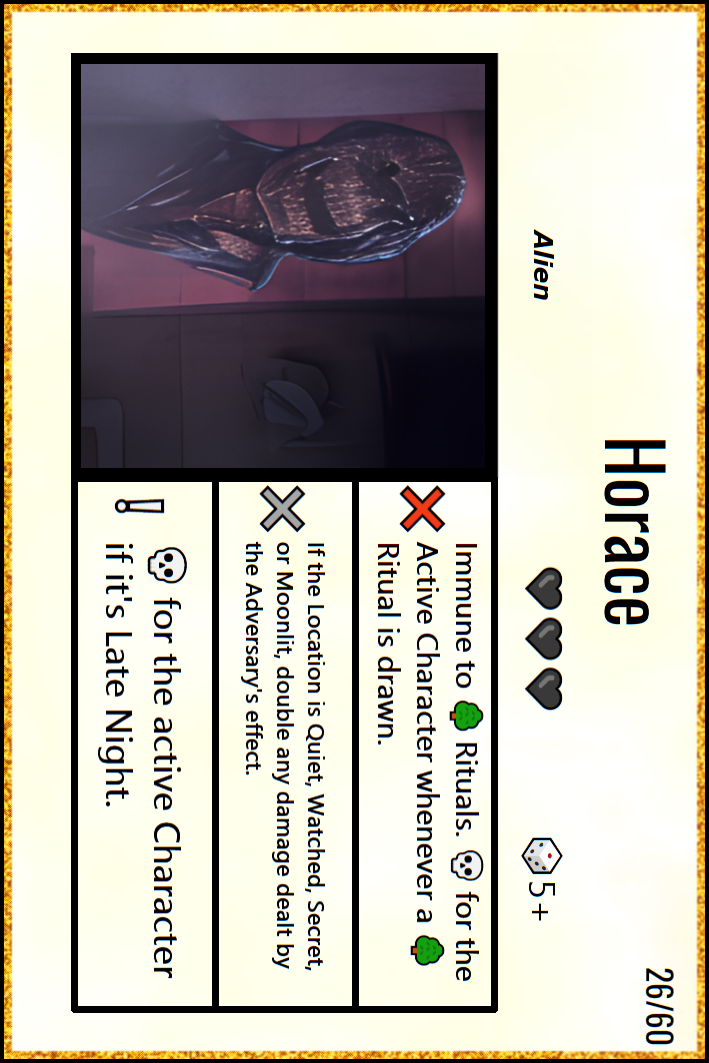 26/60
Horace
Alien
🖤🖤🖤
🎲5+
❌
Immune to 🌳 Rituals. 💀 for the
Active Character whenever a 🌳
Ritual is drawn.
If the Location is Quiet, Watched, Secret,
or Moonlit, double any damage dealt by
the Adversary's effect.
!
💀 for the active Character
if it's Late Night.